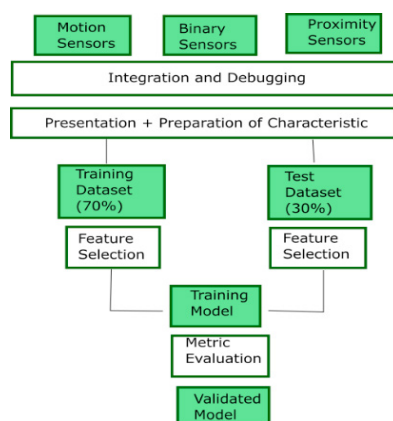 Motion
Sensors
Binary
Sensors
Proximity
Sensors
Integration and Debugging
Presentation + Preparation of Characteristic
Training
Dataset
(70%)
Test
Dataset
(30%)
Feature
Selection
Feature
Selection
Training
Model
Metric
Evaluation
Validated
Model